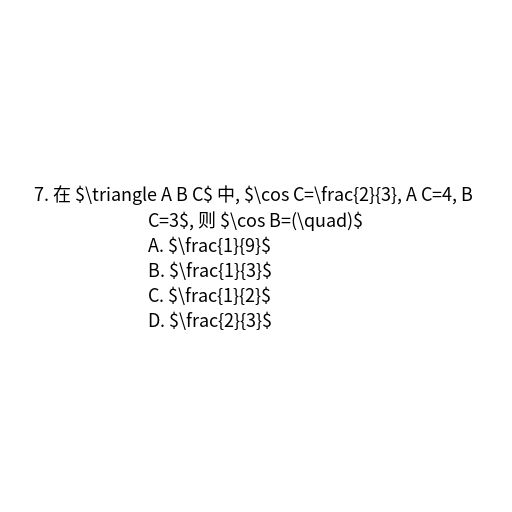 7. 在 $\triangle A B C$ 中, $\cos C=\frac{2}{3}, A C=4, B
C=3$, 则 $\cos B=(\quad)$
A. $\frac{1}{9}$
B. $\frac{1}{3}$
C. $\frac{1}{2}$
D. $\frac{2}{3}$